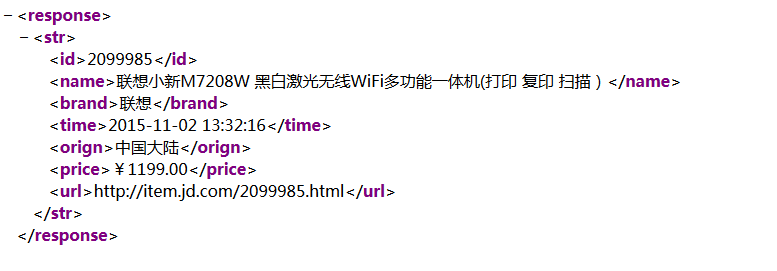 －<response>
－<str>
<id>2099985</id>
<name>联想小新M7208W 黑白激光无线WiFi多功能一体机(打印 复印 扫描 ) </name>
<brand>联想</brand>
<time>2015-11-02 13:32:16</time>
<orign>中国大陆</orign>
<price>￥1199.00</price>
<url>http://item.jd.com/2099985.html</url>
</str>
</response>